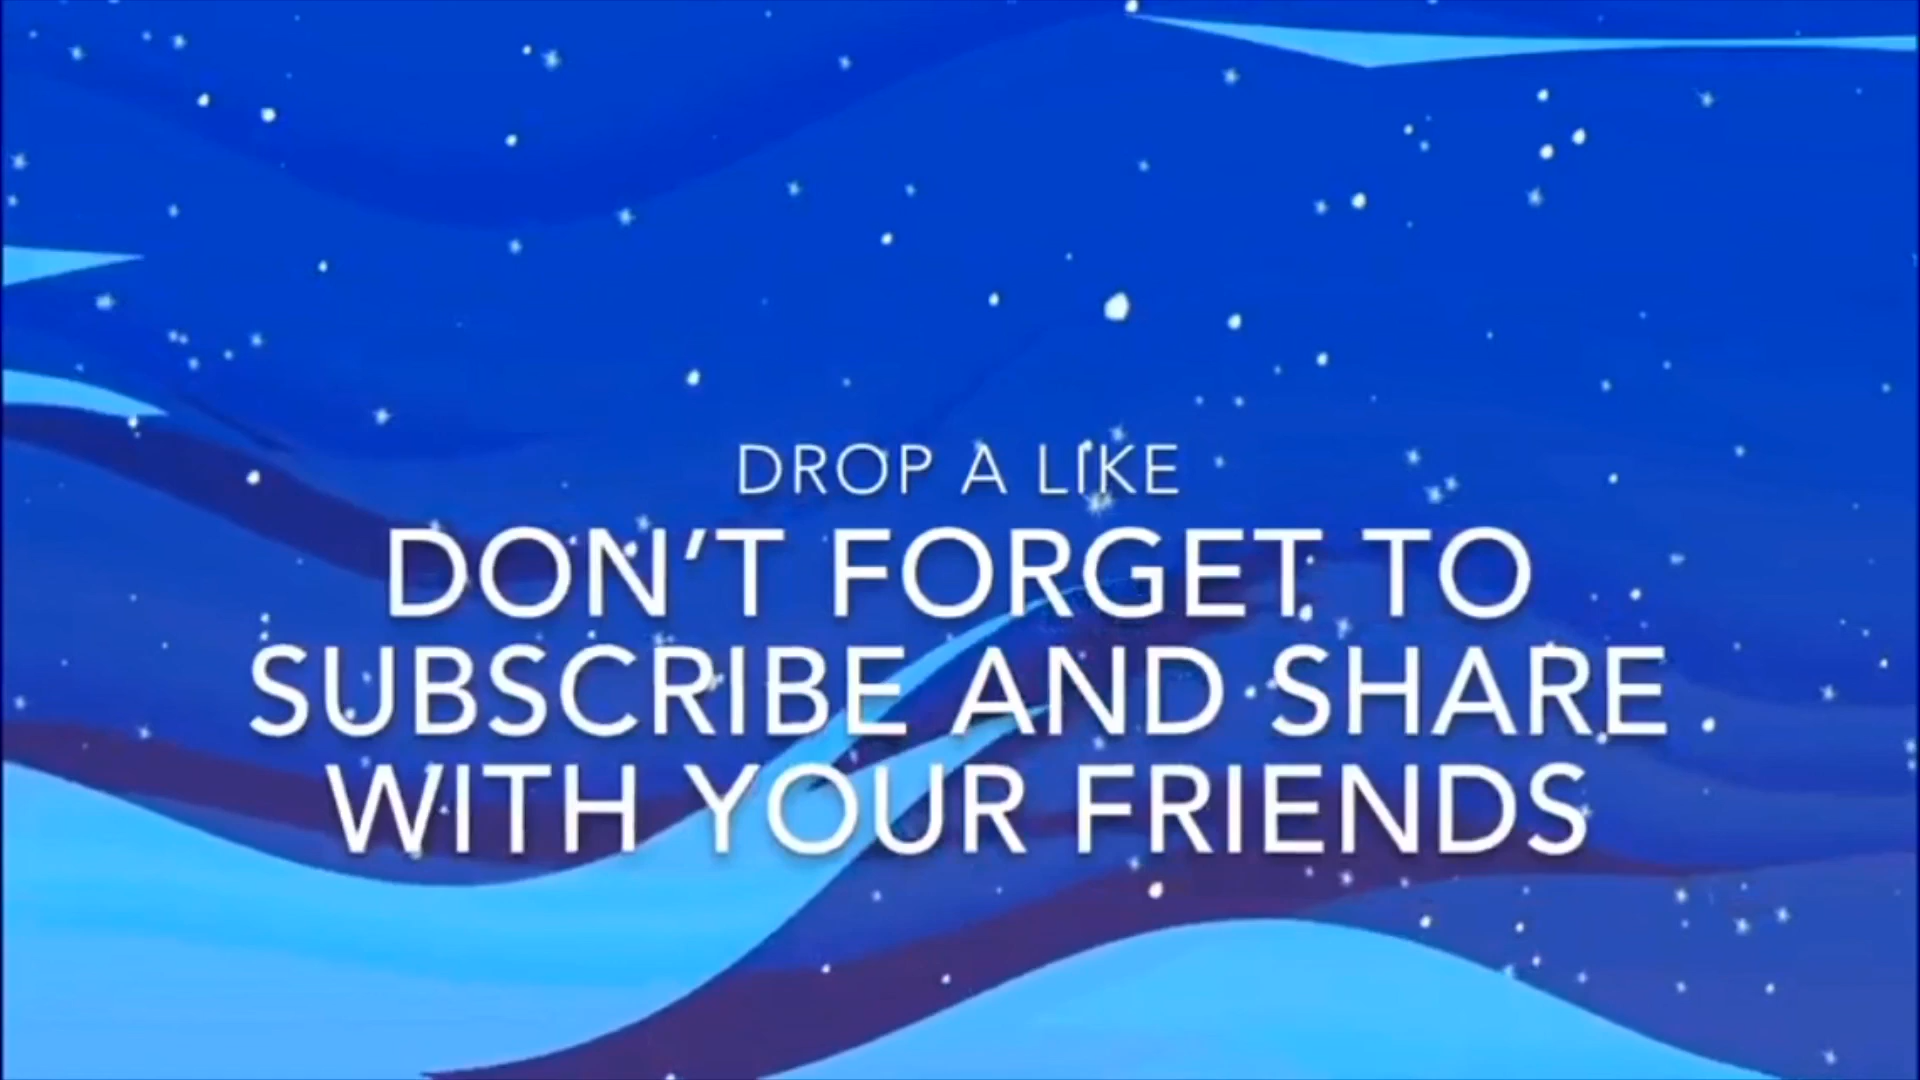 DROP A LIKE
DON'T FORGET TO
SUBSCRIBE AND SHARE
WITH YOUR FRIENDS